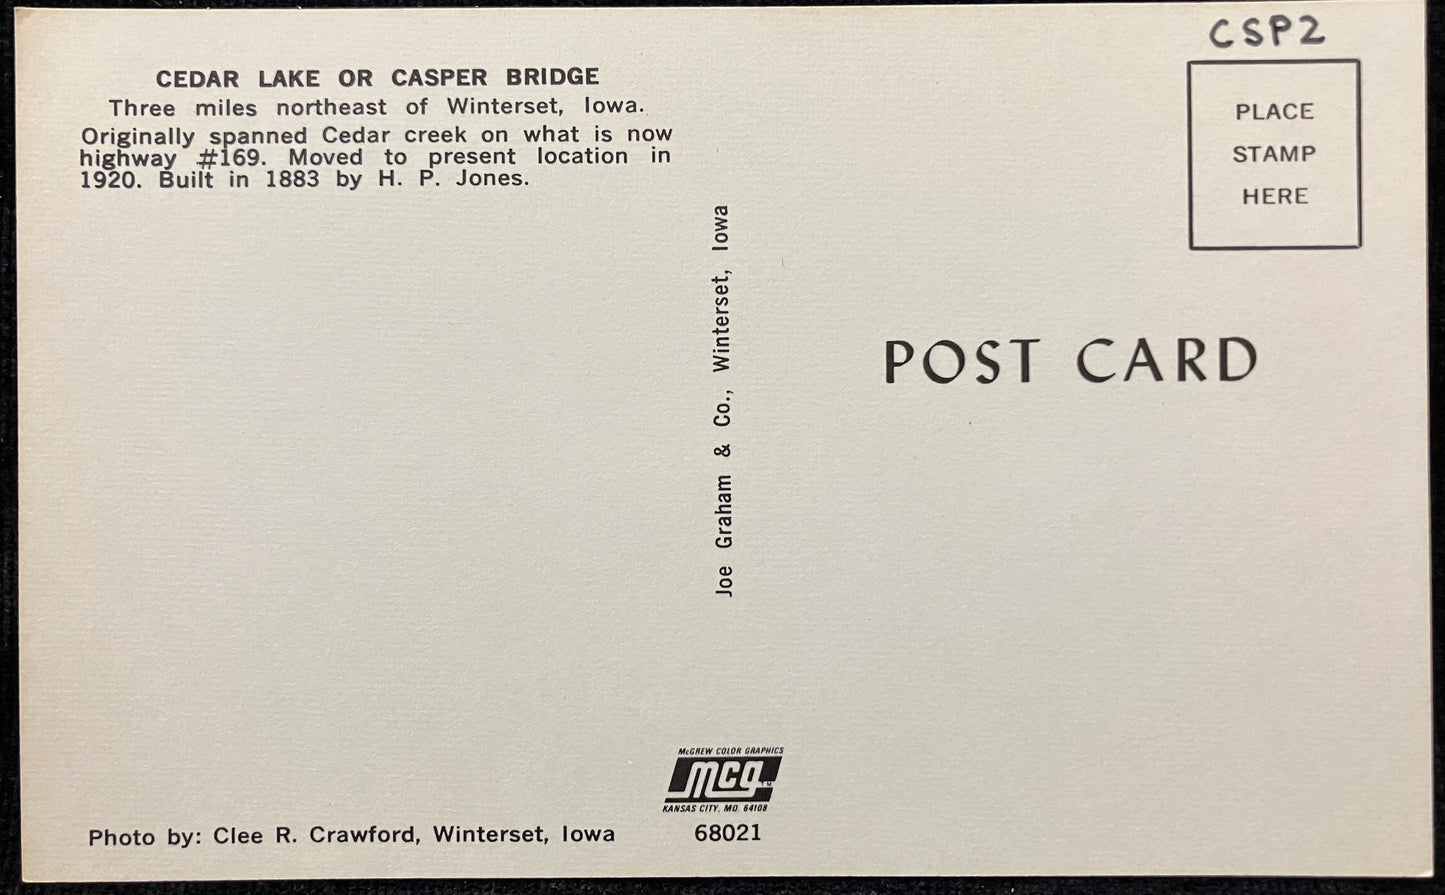 CSP2
CEDAR LAKE OR CASPER BRIDGE
Three miles northeast of Winterset, Iowa.
Originally spanned Cedar creek on what is now
highway #169. Moved to present location in
1920. Built in 1883 by H. P. Jones.
PLACE
STAMP
HERE
Joe Graham & Co., Winterset, Iowa
POST CARD
McGREW COLOR GRAPHICS
mcg TM
KANSAS CITY, MO. 64108
68021
Photo by: Clee R. Crawford, Winterset, Iowa